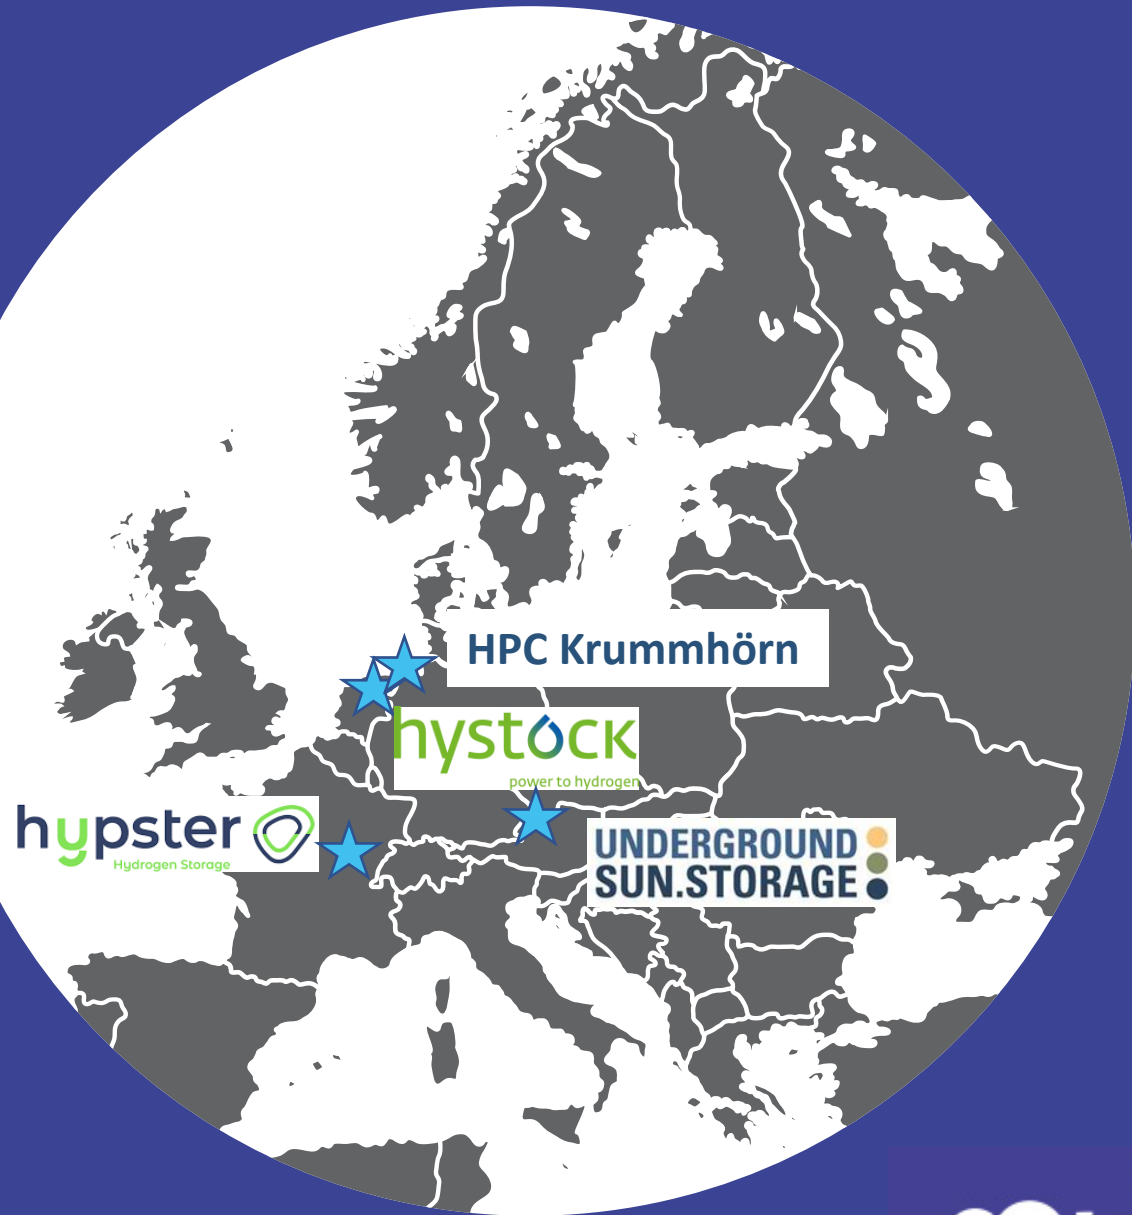 HPC Krummhörn
hystock
power to hydrogen
hypster
Hydrogen Storage
UNDERGROUND
SUN.STORAGE